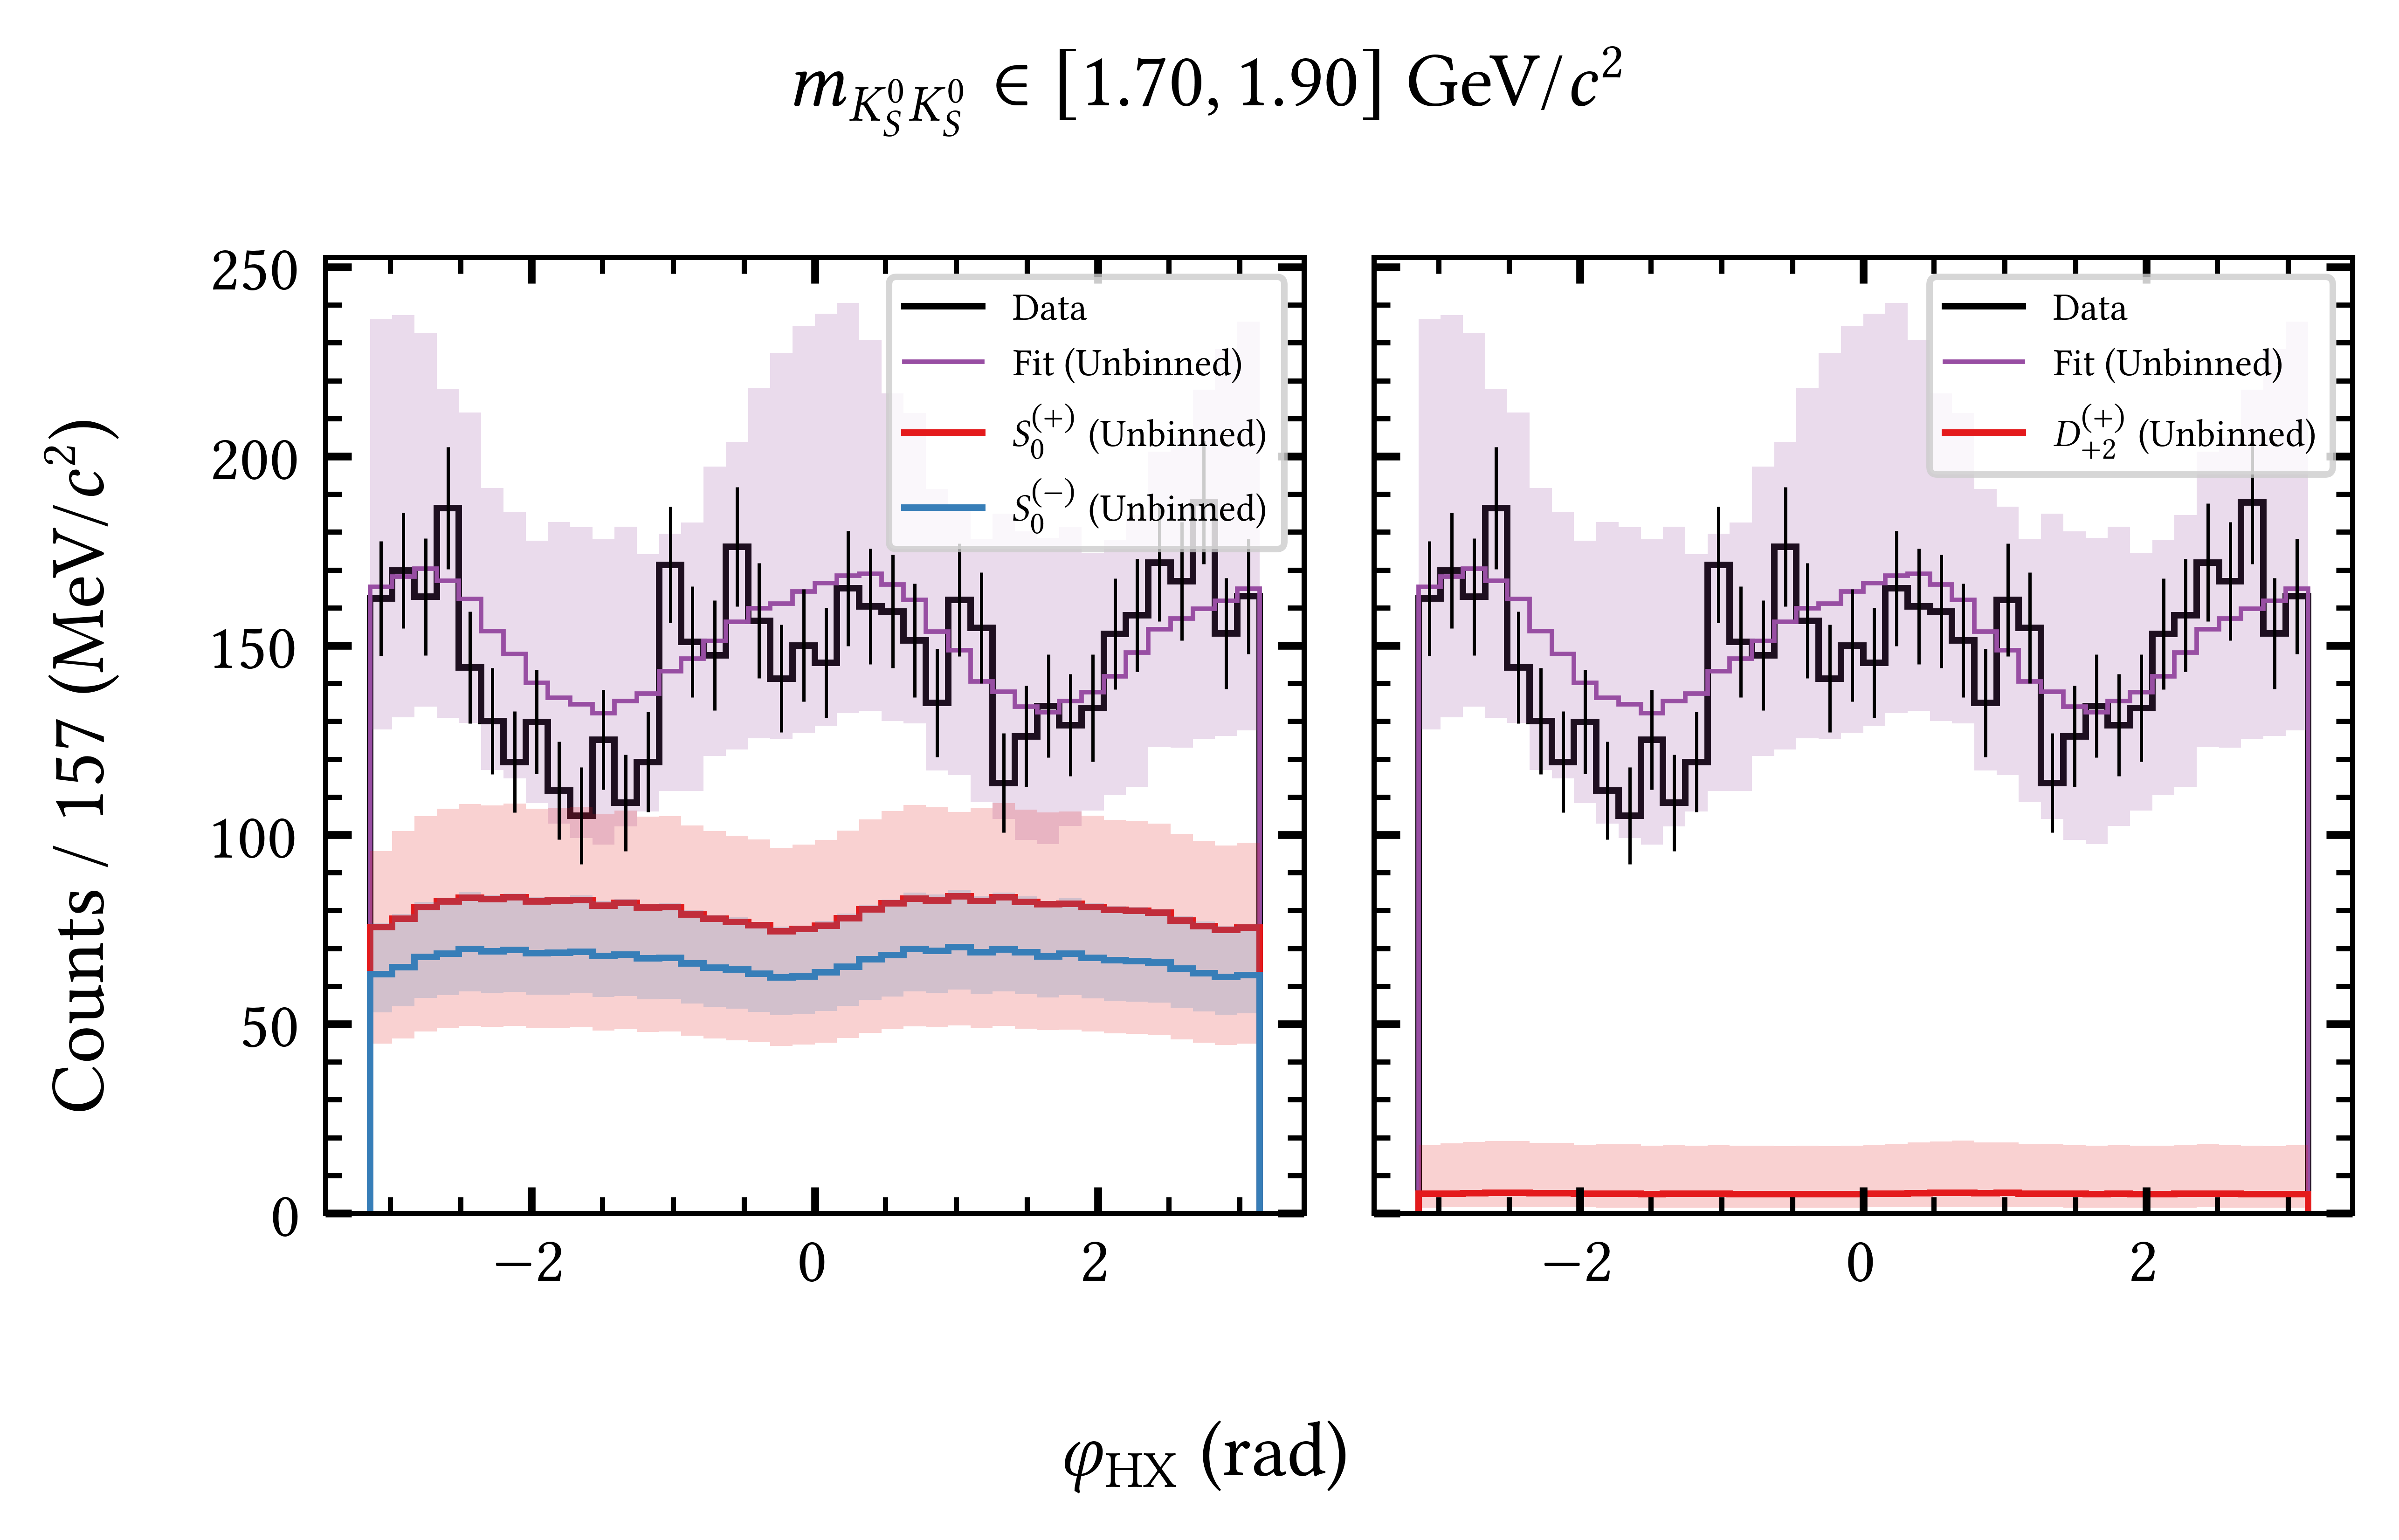 m_{K_S^0 K_S^0} ∈ [1.70, 1.90] GeV/c²
Counts / 157 (MeV/c²)
250
200
150
100
50
0
Data
Fit (Unbinned)
S_0^{(+)} (Unbinned)
S_0^{(−)} (Unbinned)
−2
0
2
Data
Fit (Unbinned)
D_{+2}^{(+)} (Unbinned)
−2
0
2
φ_{HX} (rad)